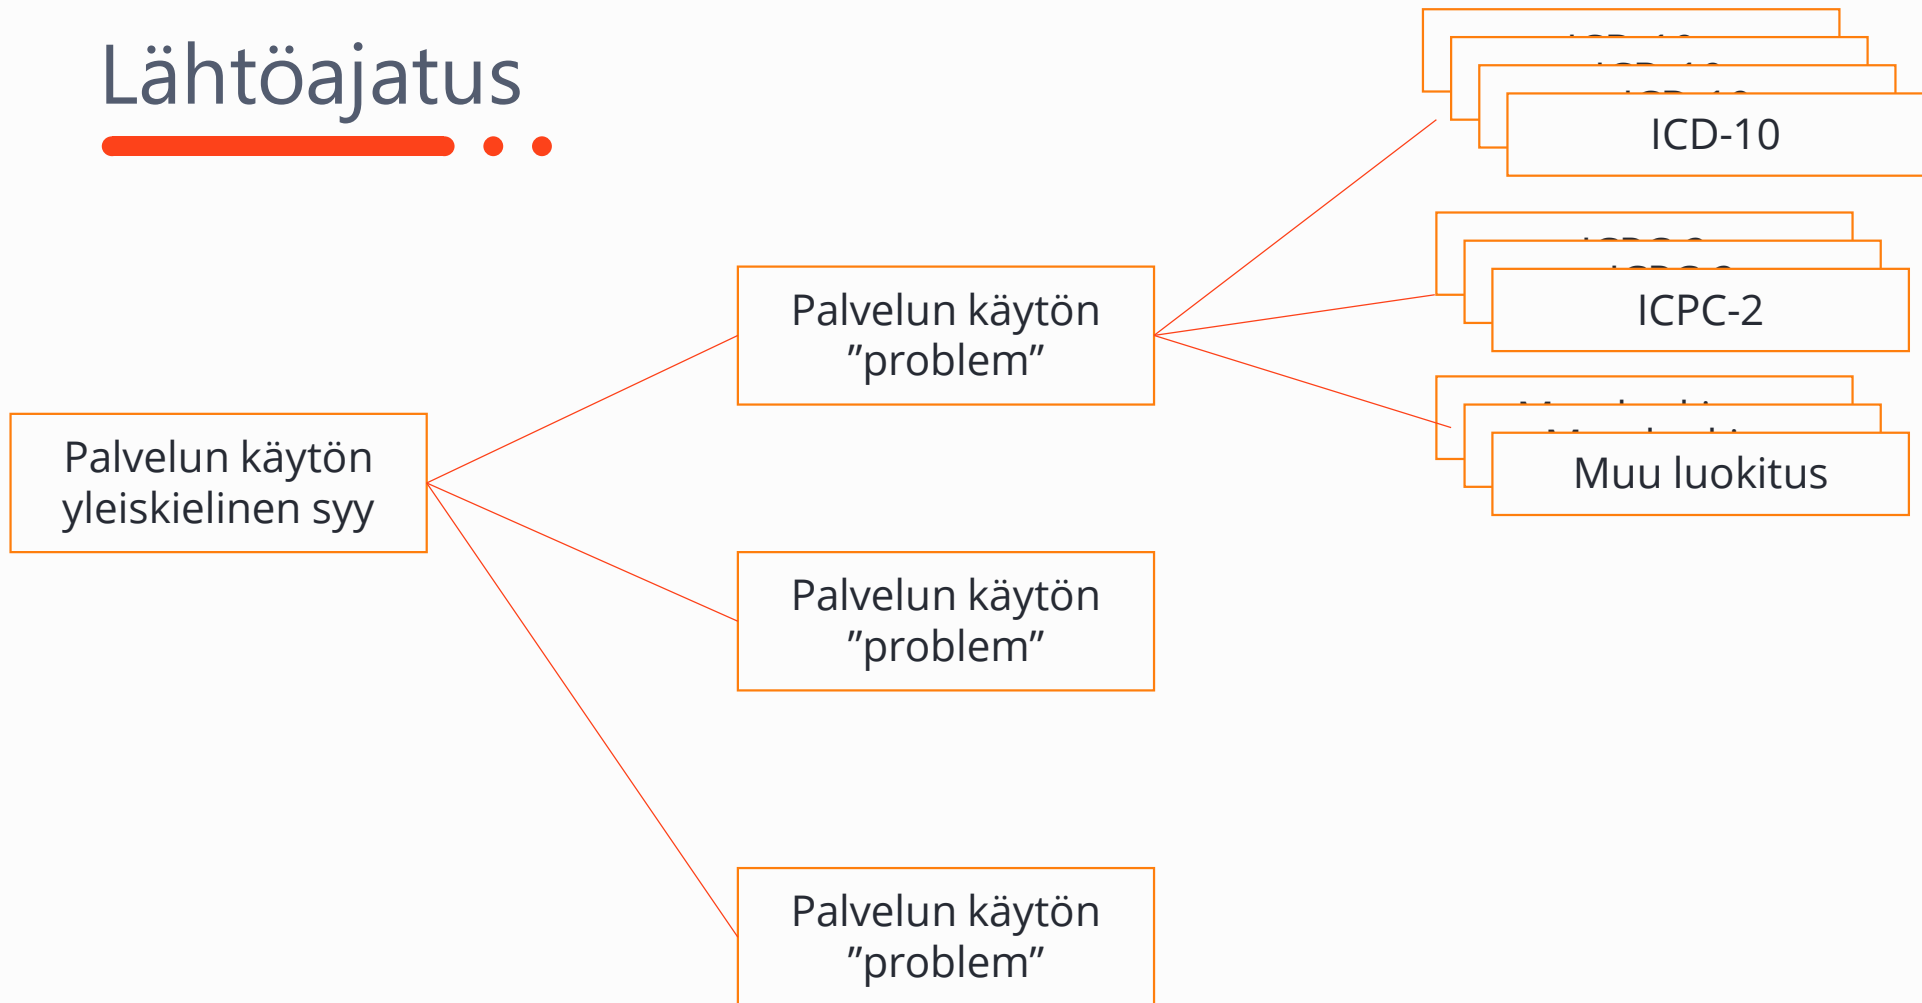 Lähtöajatus
ICD-10
ICPC-2
Muu luokitus
Palvelun käytön
”problem”
Palvelun käytön
yleiskielinen syy
Palvelun käytön
”problem”
Palvelun käytön
”problem”